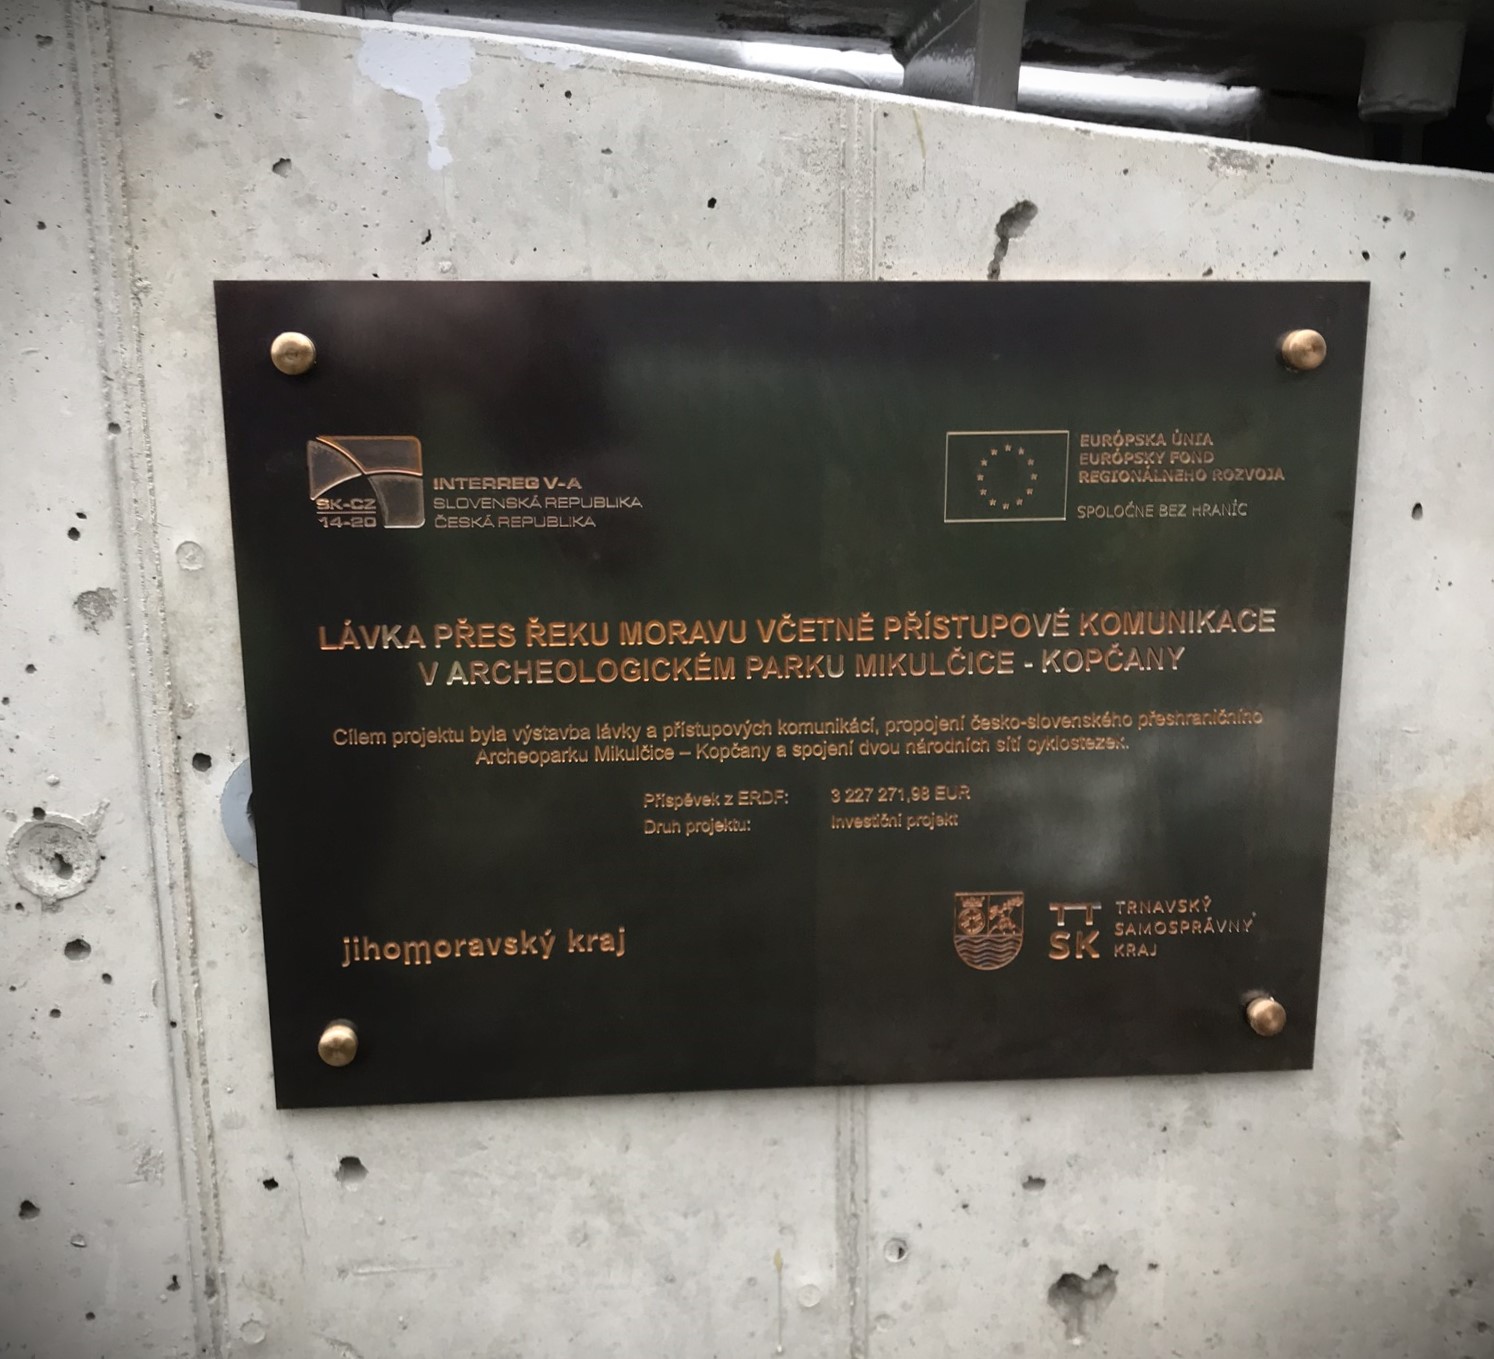 SK-CZ
14-20
INTERREG V-A
SLOVENSKÁ REPUBLIKA
ČESKÁ REPUBLIKA
EURÓPSKA ÚNIA
EURÓPSKY FOND
REGIONÁLNEHO ROZVOJA
SPOLOČNE BEZ HRANÍC
LÁVKA PŘES ŘEKU MORAVU VČETNĚ PŘÍSTUPOVÉ KOMUNIKACE
V ARCHEOLOGICKÉM PARKU MIKULČICE - KOPČANY
Cílem projektu byla výstavba lávky a přístupových komunikácí, propojení česko-slovenského přeshraničního
Archeoparku Mikulčice – Kopčany a spojení dvou národních sítí cyklostezek.
Příspěvek z ERDF: 3 227 271,98 EUR
Druh projektu: Investiční projekt
jihomoravský kraj
TT
SK
TRNAVSKÝ
SAMOSPRÁVNY
KRAJ